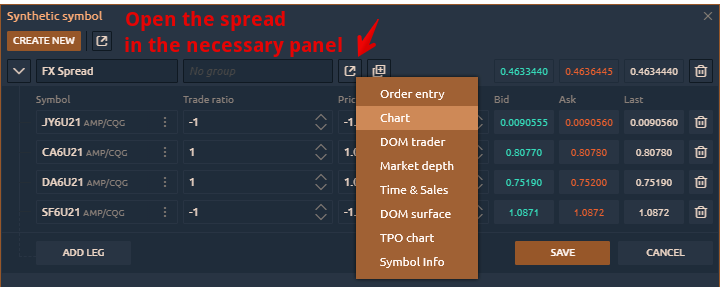 Synthetic symbol
Open the spread
in the necessary panel
CREATE NEW
FX Spread No group 0.4633440 0.4636445 0.4634440
Symbol Trade ratio Pric Bid Ask Last
JY6U21 AMP/CQG -1 -1. 0.0090555 0.0090560 0.0090560
CA6U21 AMP/CQG 1 1.0 0.80770 0.80780 0.80780
DA6U21 AMP/CQG 1 1.0 0.75190 0.75200 0.75190
SF6U21 AMP/CQG -1 -1. 1.0871 1.0872 1.0872
Order entry
Chart
DOM trader
Market depth
Time & Sales
DOM surface
TPO chart
Symbol Info
ADD LEG SAVE CANCEL